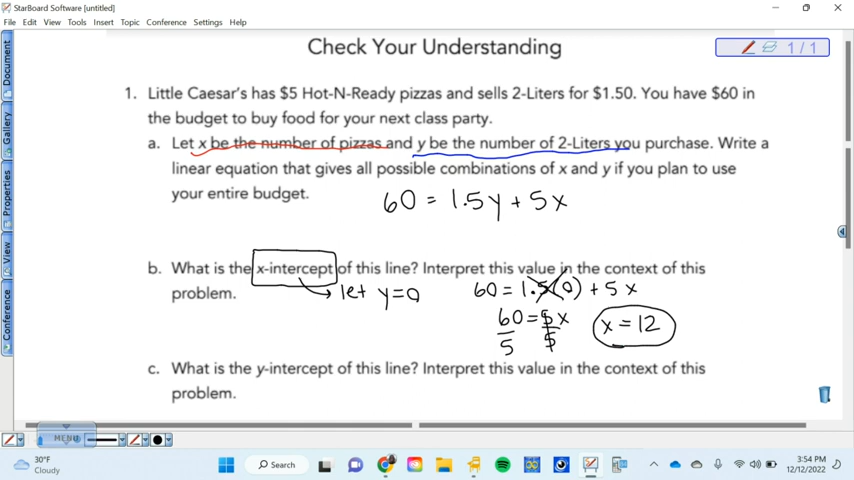 StarBoard Software [untitled]
File Edit View Topics Insert Topic Conference Settings Help
Check Your Understanding
1 / 1
1. Little Caesar's has $5 Hot-N-Ready pizzas and sells 2-Liters for $1.50. You have $60 in
the budget to buy food for your next class party.
a. Let x be the number of pizzas and y be the number of 2-Liters you purchase. Write a
linear equation that gives all possible combinations of x and y if you plan to use
your entire budget.
60 = 1.5y + 5x
b. What is the x-intercept of this line? Interpret this value in the context of this
problem.
let y=0
60 = 1.5(0) + 5x
60 = 5x
5 5
x = 12
c. What is the y-intercept of this line? Interpret this value in the context of this
problem.
Document
Gallery
Properties
View
Conference
MENU
30°F
Cloudy
Search
3:54 PM
12/12/2022